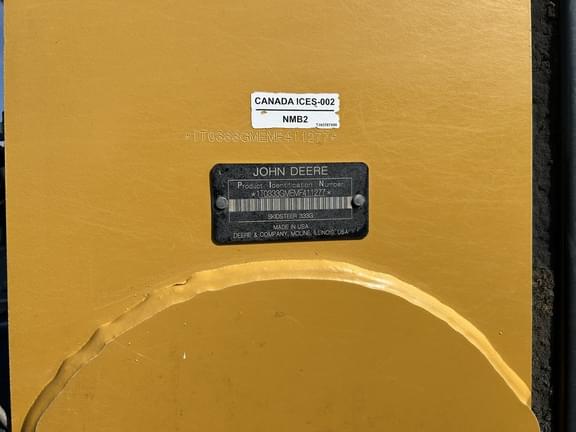 CANADA ICES-002
NMB2
*1T0333GMEMF411277*
JOHN DEERE
Product Identification Number
*1T0333GMEMF411277*
SKIDSTEER 333G
MADE IN USA
DEERE & COMPANY, MOLINE, ILLINOIS, USA